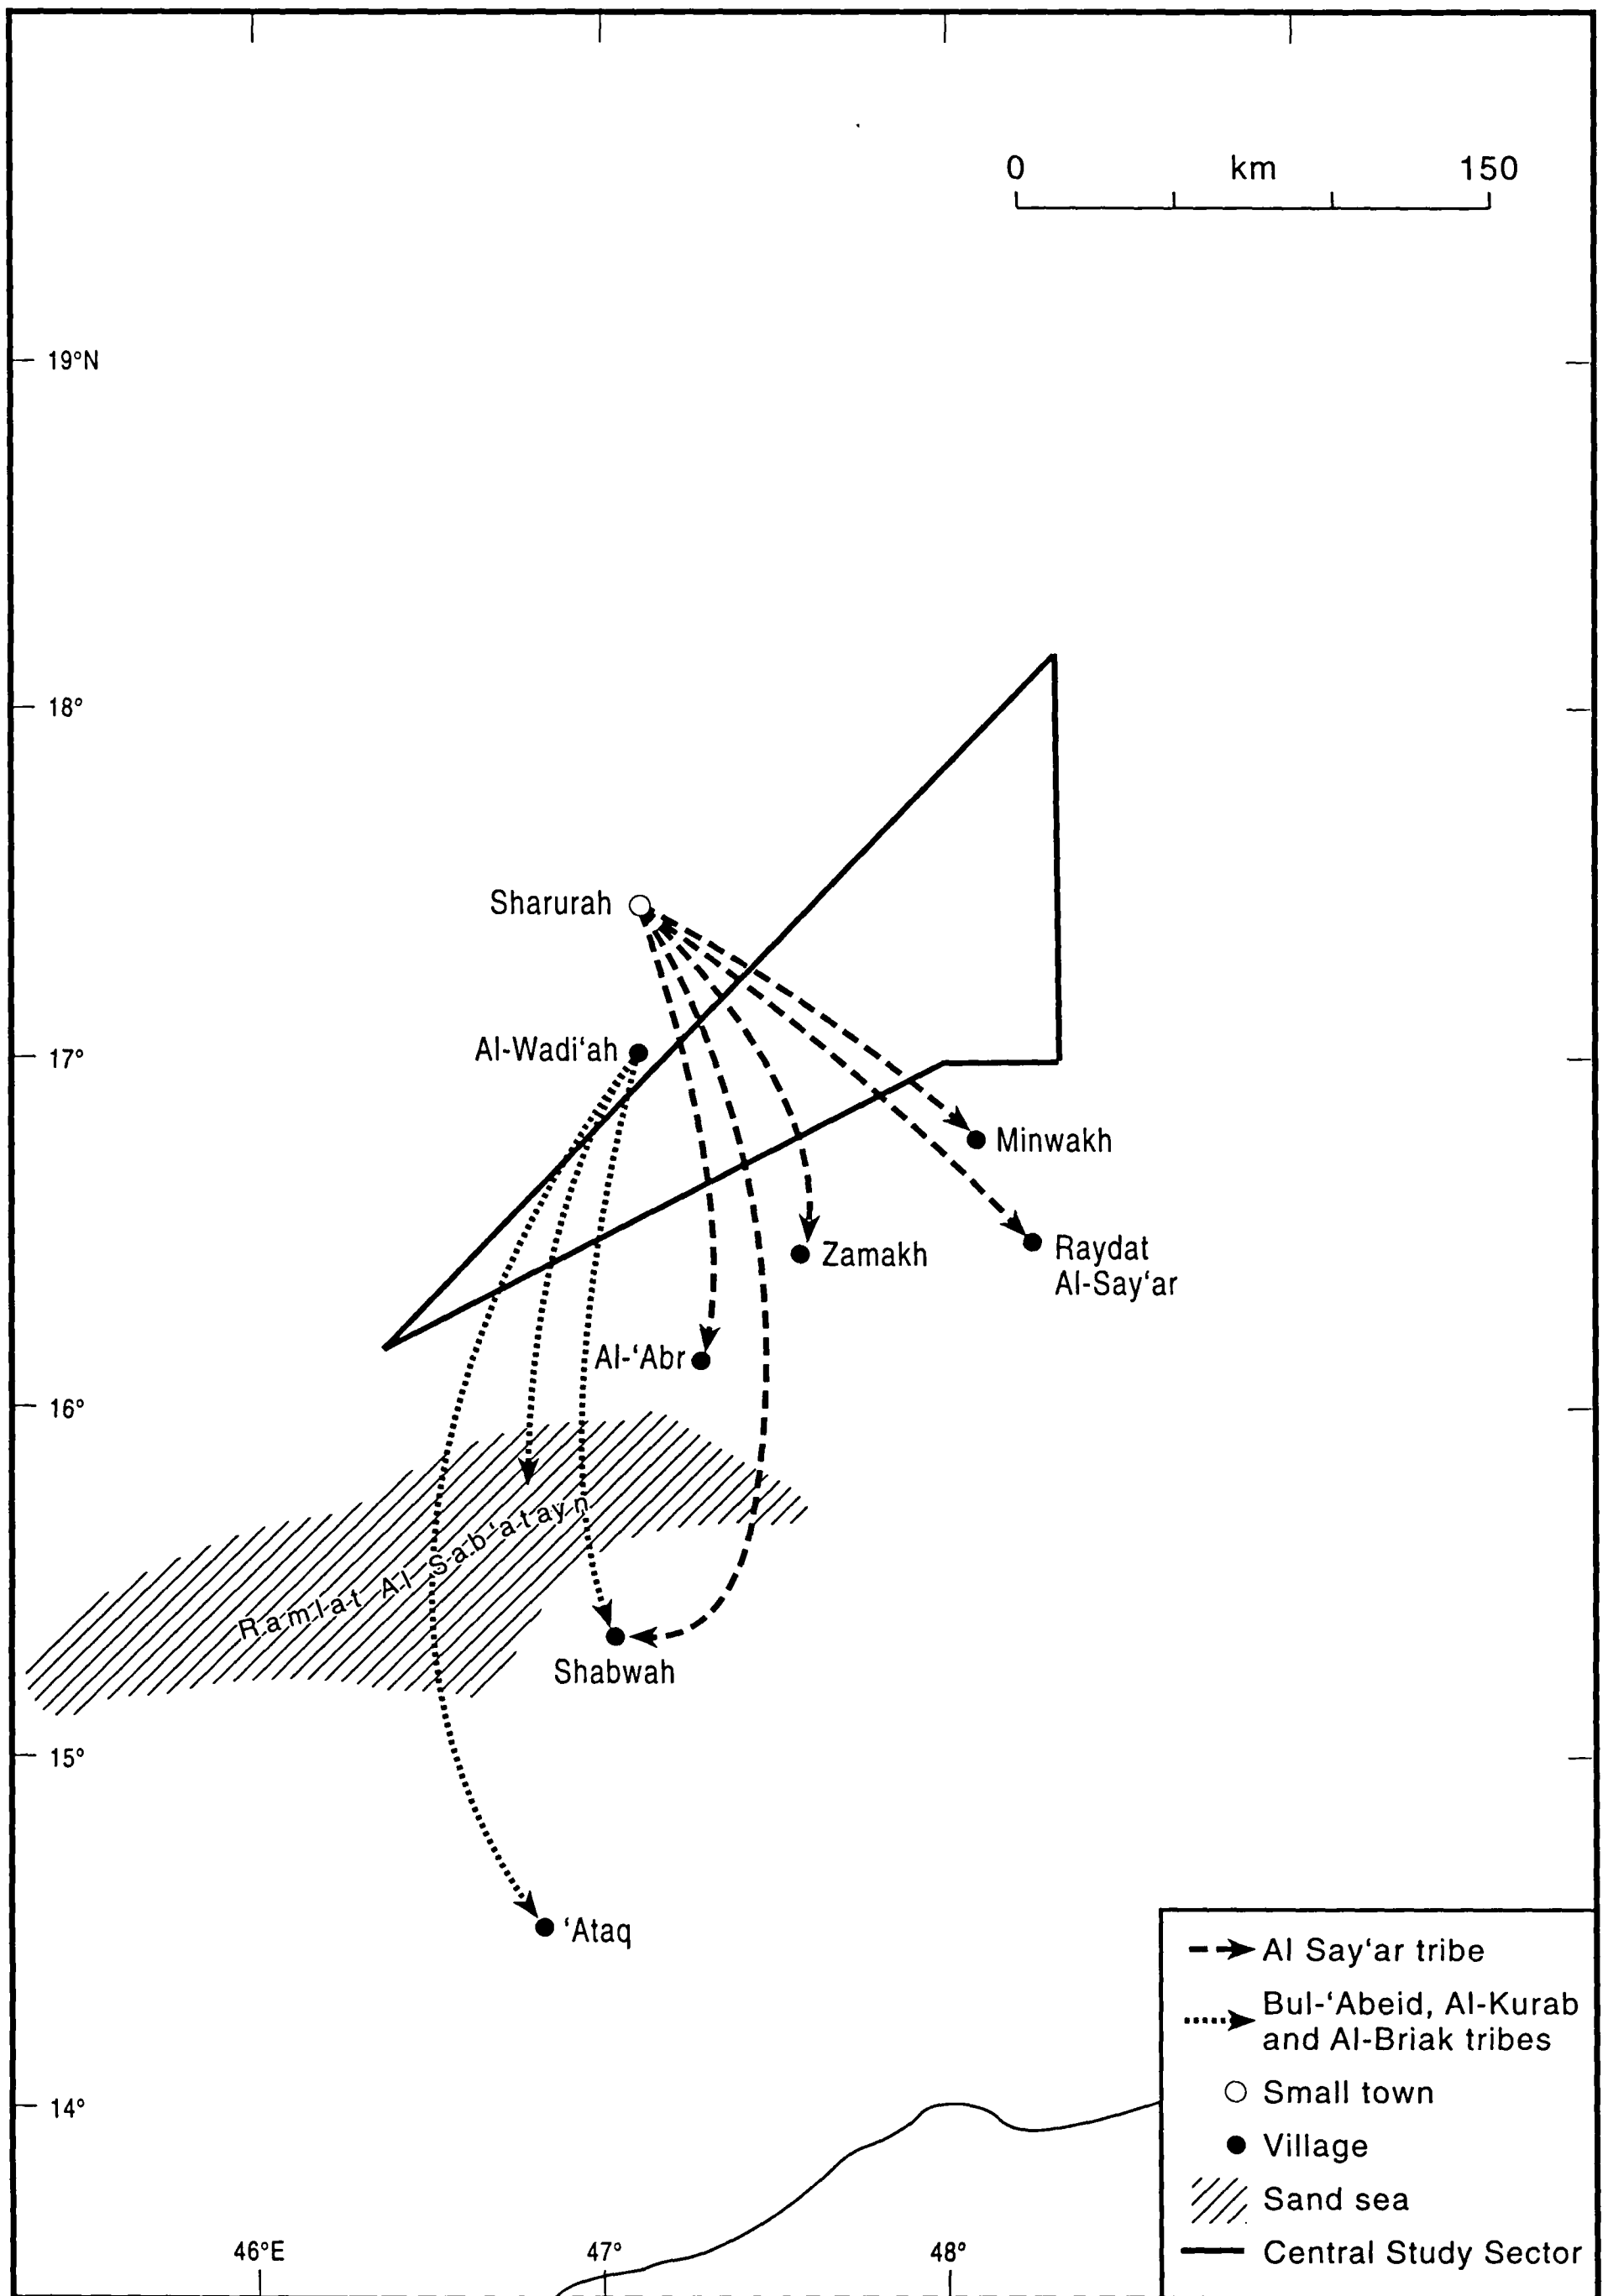 0 km 150
19°N
18°
Sharurah
17°
Al-Wadi‘ah
Minwakh
Zamakh
Raydat
Al-Say‘ar
Al-‘Abr
16°
Ramlat Al Sab‘atayn
Shabwah
15°
‘Ataq
Al Say‘ar tribe
Bul-‘Abeid, Al-Kurab
and Al-Briak tribes
Small town
14°
Village
Sand sea
46°E 47° 48°
Central Study Sector